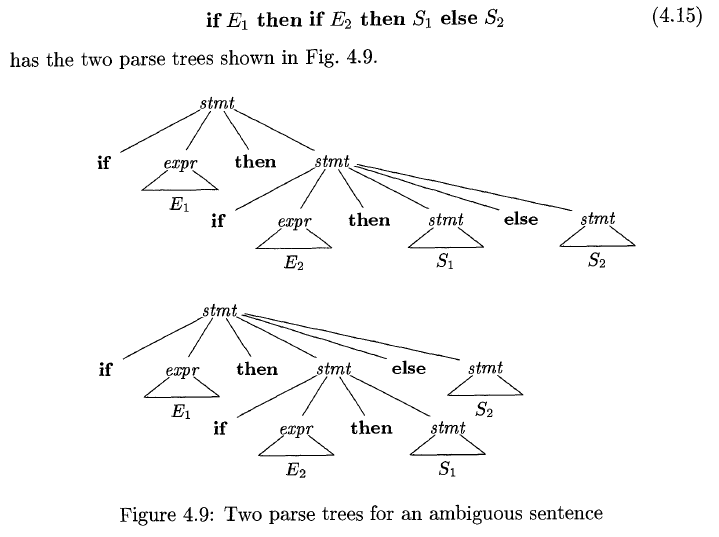 if E₁ then if E₂ then S₁ else S₂ (4.15)
has the two parse trees shown in Fig. 4.9.
stmt
if expr then stmt
E₁
if expr then stmt else stmt
E₂ S₁ S₂
stmt
if expr then stmt else stmt
E₁ S₂
if expr then stmt
E₂ S₁
Figure 4.9: Two parse trees for an ambiguous sentence